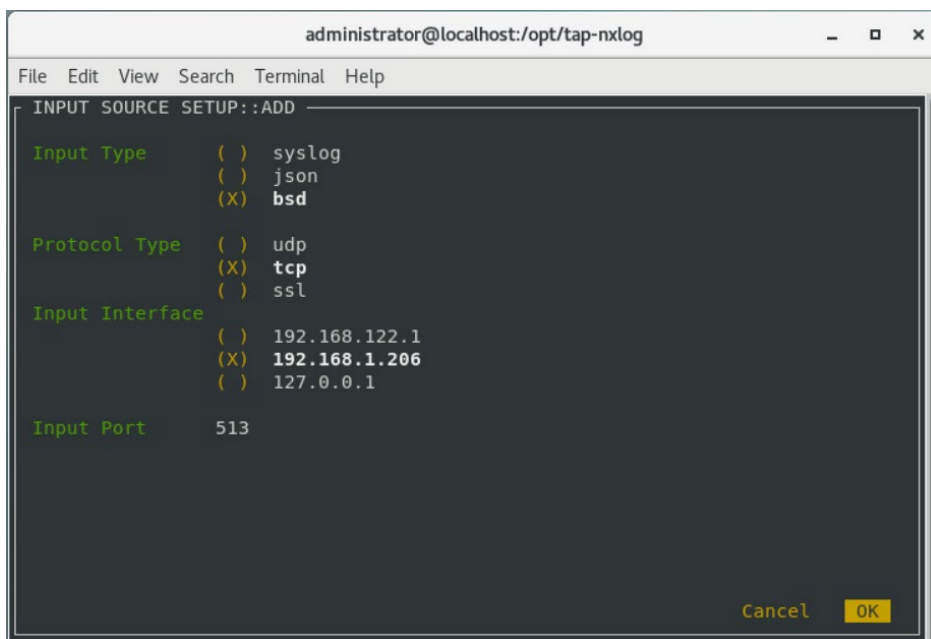 administrator@localhost:/opt/tap-nxlog
File Edit View Search Terminal Help
INPUT SOURCE SETUP::ADD
Input Type ( ) syslog
( ) json
(X) bsd
Protocol Type ( ) udp
(X) tcp
( ) ssl
Input Interface
( ) 192.168.122.1
(X) 192.168.1.206
( ) 127.0.0.1
Input Port 513
Cancel OK